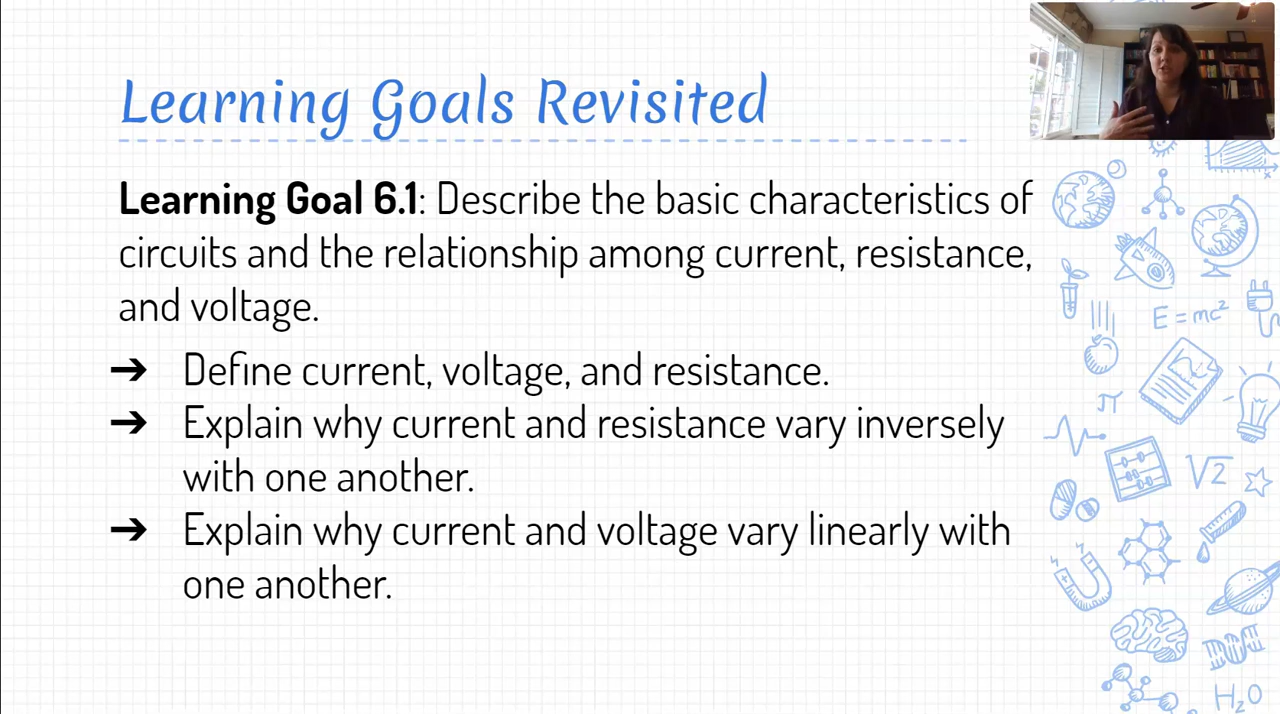 Learning Goals Revisited
Learning Goal 6.1: Describe the basic characteristics of
circuits and the relationship among current, resistance,
and voltage.
➔ Define current, voltage, and resistance.
➔ Explain why current and resistance vary inversely
with one another.
➔ Explain why current and voltage vary linearly with
one another.
E=mc²
π
√2
H₂O